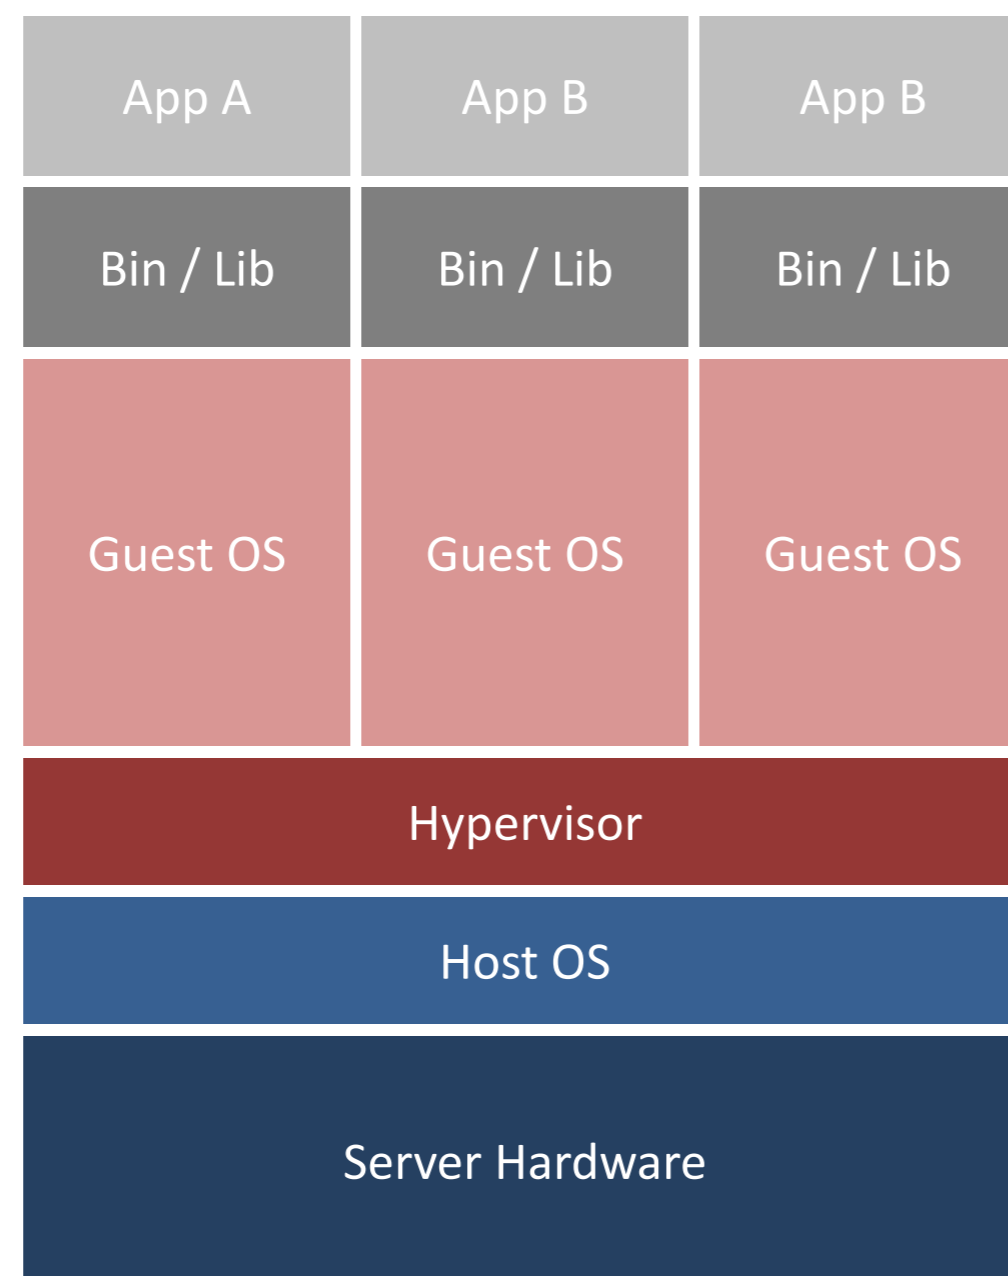 App A
App B
App B
Bin / Lib
Bin / Lib
Bin / Lib
Guest OS
Guest OS
Guest OS
Hypervisor
Host OS
Server Hardware